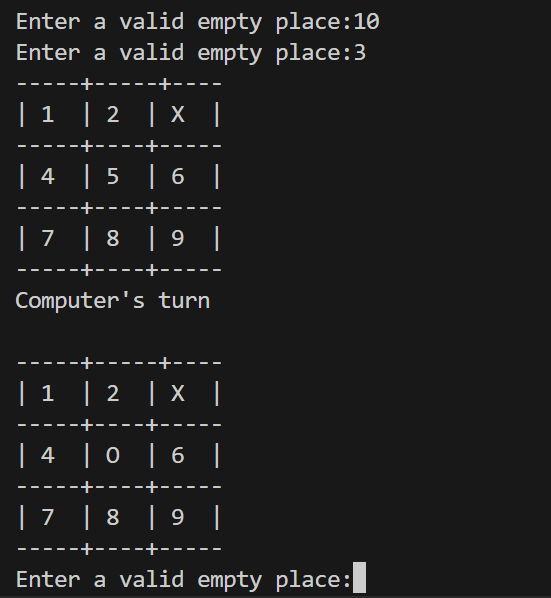 Enter a valid empty place:10
Enter a valid empty place:3
-----+-----+----
| 1  | 2  | X  |
-----+----+-----
| 4  | 5  | 6  |
-----+----+-----
| 7  | 8  | 9  |
-----+----+-----
Computer's turn
-----+-----+----
| 1  | 2  | X  |
-----+----+-----
| 4  | O  | 6  |
-----+----+-----
| 7  | 8  | 9  |
-----+----+-----
Enter a valid empty place: